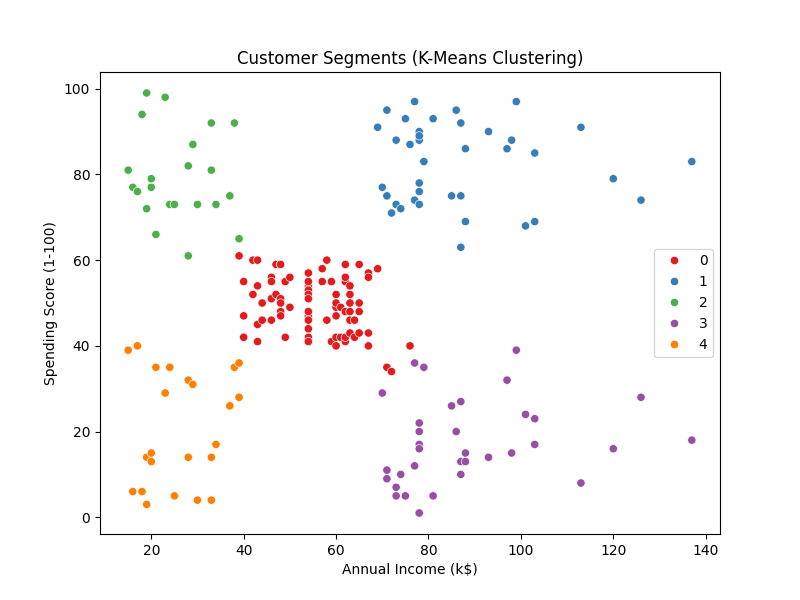 Customer Segments (K-Means Clustering)
100
80
60
40
20
0
Spending Score (1-100)
0
1
2
3
4
20 40 60 80 100 120 140
Annual Income (k$)